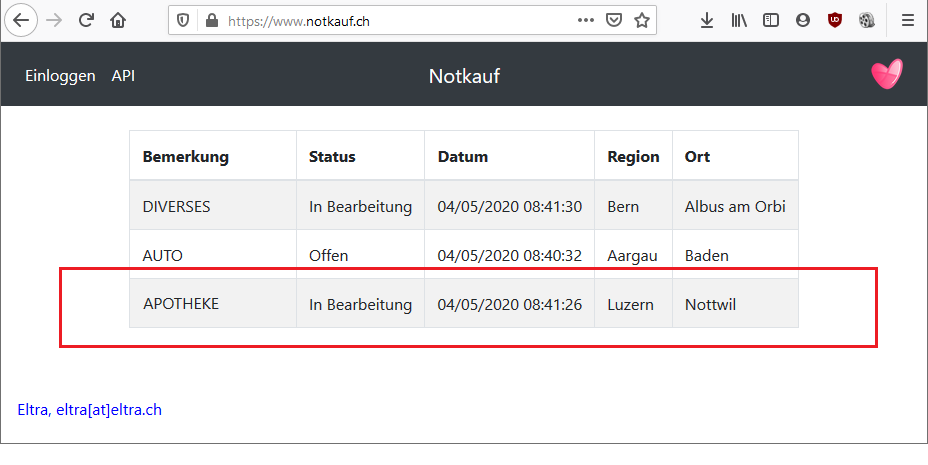 https://www.notkauf.ch
Einloggen API Notkauf
Bemerkung Status Datum Region Ort
DIVERSES In Bearbeitung 04/05/2020 08:41:30 Bern Albus am Orbi
AUTO Offen 04/05/2020 08:40:32 Aargau Baden
APOTHEKE In Bearbeitung 04/05/2020 08:41:26 Luzern Nottwil
Eltra, eltra[at]eltra.ch